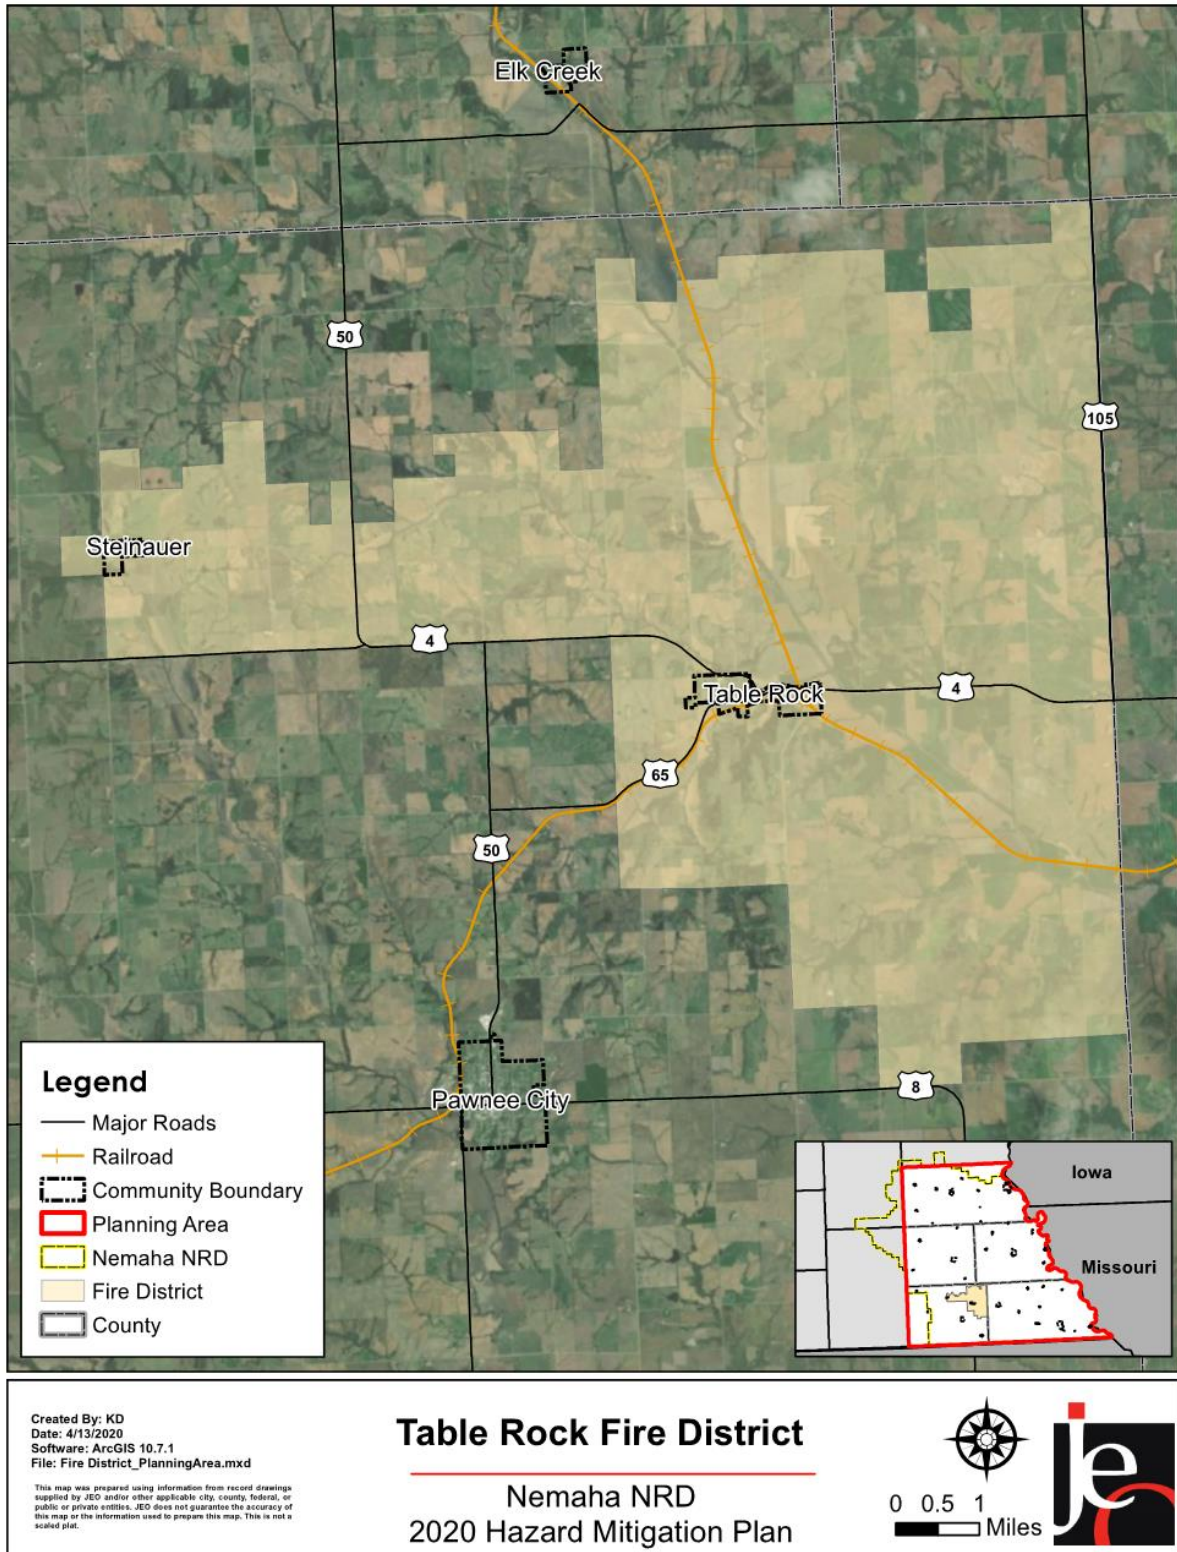 Elk Creek
50
105
Steinauer
4
Table Rock
4
65
50
Pawnee City
8
Legend
Major Roads
Railroad
Community Boundary
Planning Area
Nemaha NRD
Fire District
County
Iowa
Missouri
Created By: KD
Date: 4/13/2020
Software: ArcGIS 10.7.1
File: Fire District_PlanningArea.mxd
This map was prepared using information from record drawings
supplied by JEO and/or other applicable city, county, federal, or
public or private entities. JEO does not guarantee the accuracy of
this map or the information used to prepare this map. This is not a
scaled plat.
Table Rock Fire District
Nemaha NRD
2020 Hazard Mitigation Plan
0 0.5 1
Miles
jeo